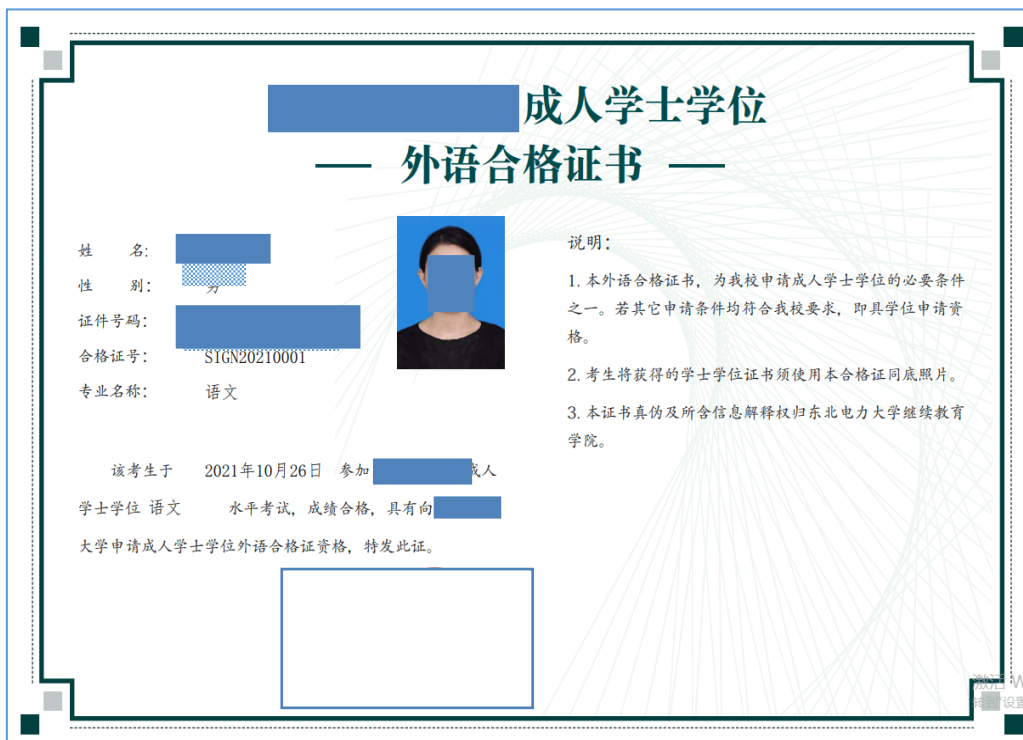 成人学士学位
外语合格证书
姓 名:
性 别:
证件号码:
合格证号: SIGN20210001
专业名称: 语文
该考生于 2021年10月26日 参加 成人
学士学位 语文 水平考试, 成绩合格, 具有向
大学申请成人学士学位外语合格证资格, 特发此证。
说明:
1. 本外语合格证书, 为我校申请成人学士学位的必要条件
之一。若其它申请条件均符合我校要求, 即具学位申请资
格。
2. 考生将获得的学士学位证书须使用本合格证同底照片。
3. 本证书真伪及所含信息解释权归东北电力大学继续教育
学院。
激活 W
转到"设置